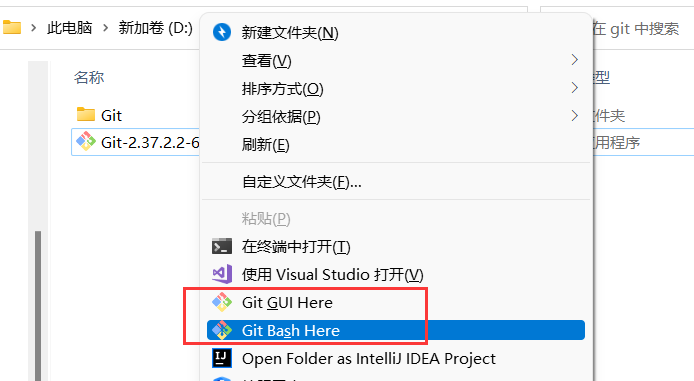 此电脑 新加卷 (D:) 在 git 中搜索
名称 型
Git 文件夹
Git-2.37.2.2-6 应用程序
新建文件夹(N)
查看(V)
排序方式(O)
分组依据(P)
刷新(E)
自定义文件夹(F)...
粘贴(P)
在终端中打开(T)
使用 Visual Studio 打开(V)
Git GUI Here
Git Bash Here
Open Folder as IntelliJ IDEA Project